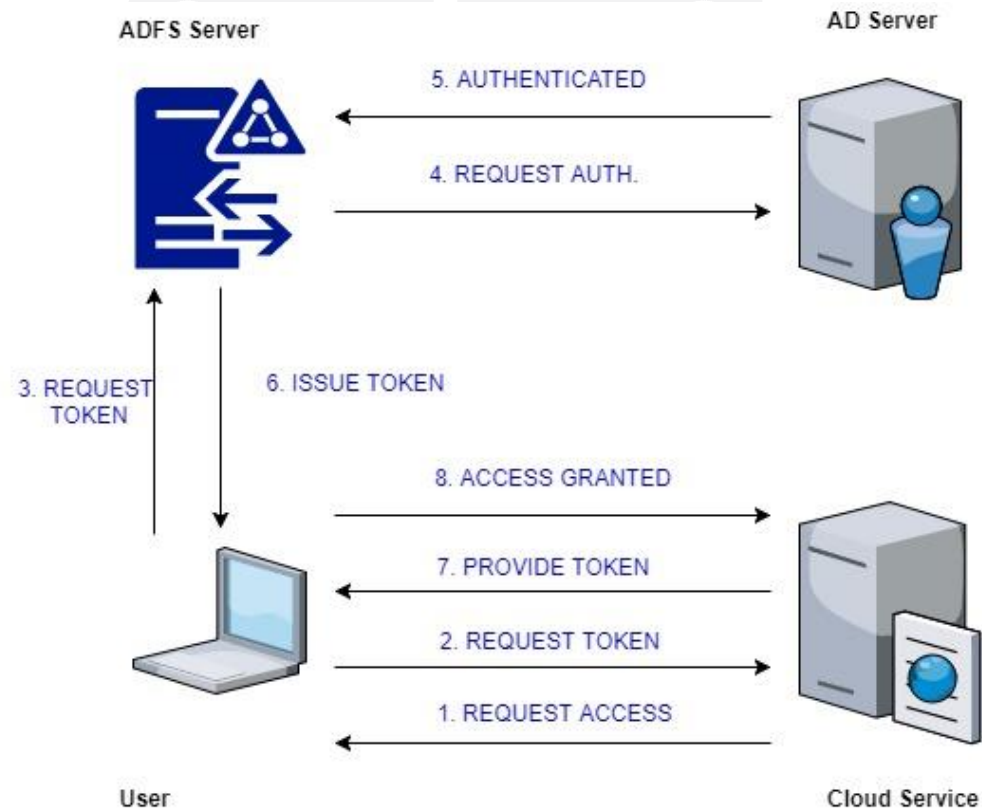 ADFS Server
AD Server
5. AUTHENTICATED
4. REQUEST AUTH.
3. REQUEST
TOKEN
6. ISSUE TOKEN
8. ACCESS GRANTED
7. PROVIDE TOKEN
2. REQUEST TOKEN
1. REQUEST ACCESS
User
Cloud Service